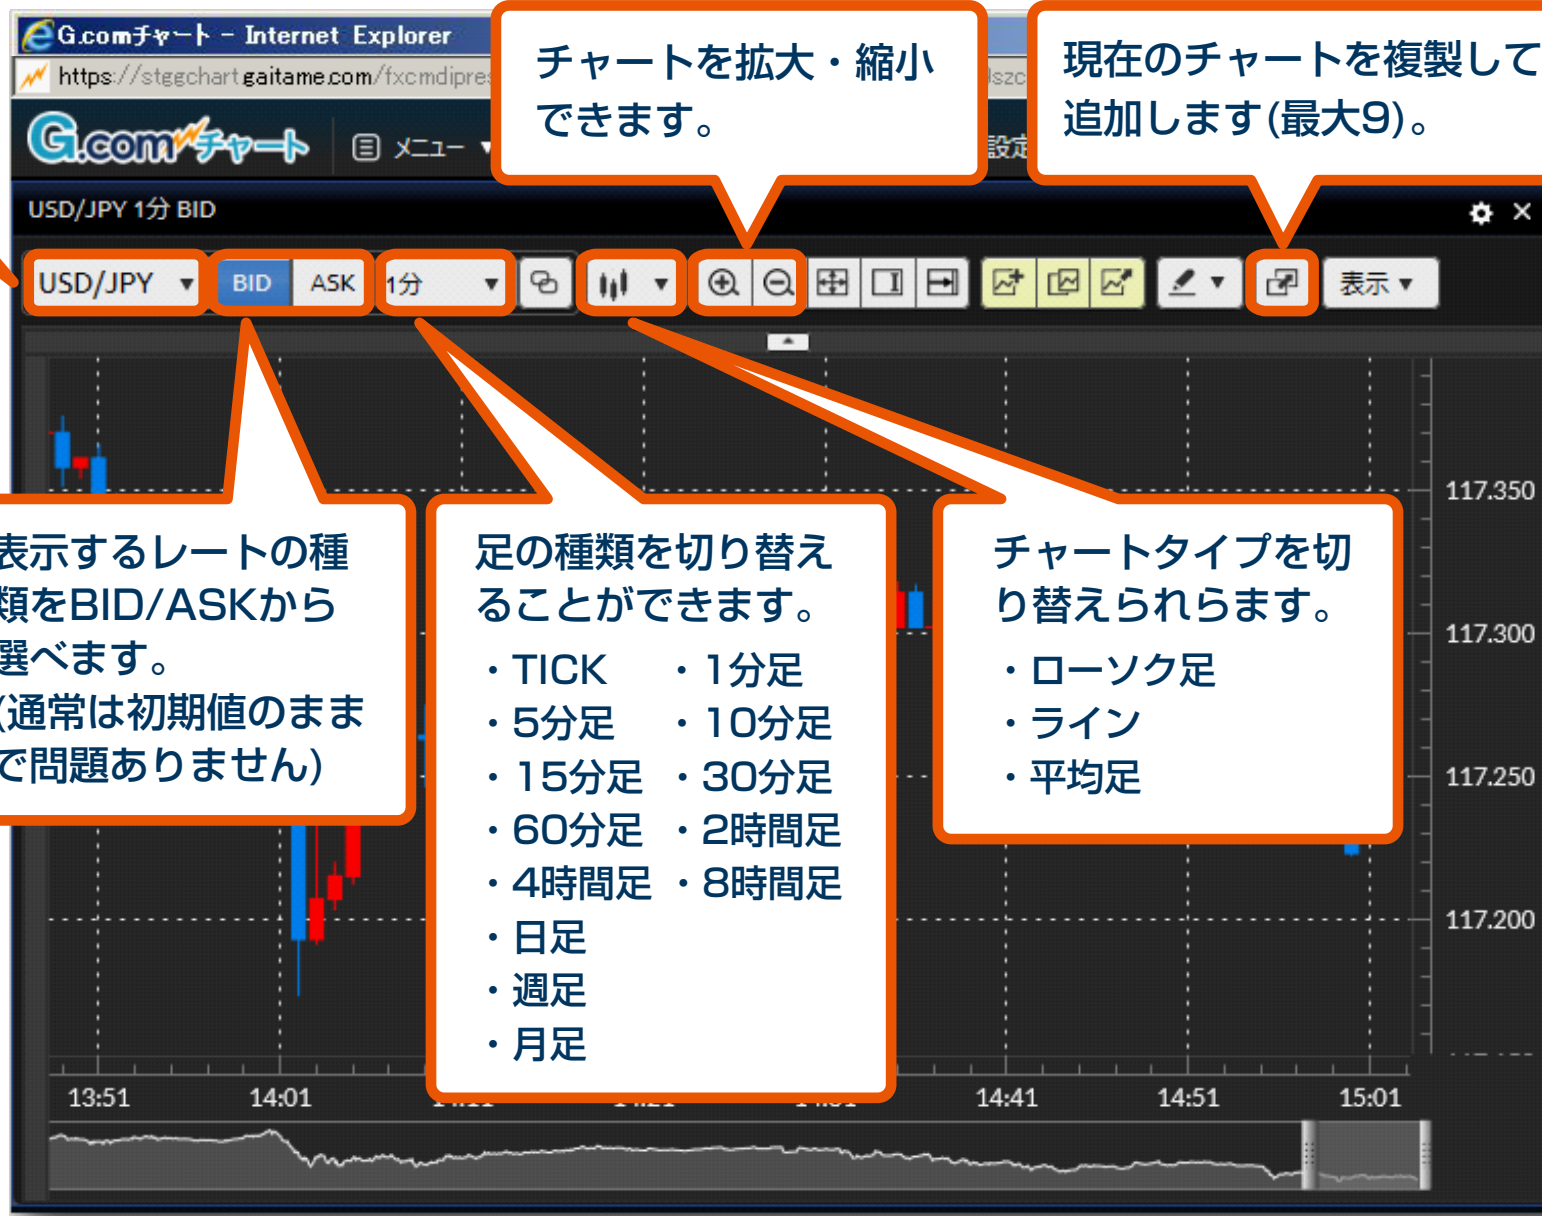 G.comチャート - Internet Explorer
https://stggchart.gaitame.com/fxcmdipres
G.comチャート
メニュー ▼
設定
チャートを拡大・縮小
できます。
現在のチャートを複製して
追加します(最大9)。
USD/JPY 1分 BID
USD/JPY ▼
BID
ASK
1分 ▼
表示 ▼
117.350
117.300
117.250
117.200
表示するレートの種
類をBID/ASKから
選べます。
(通常は初期値のまま
で問題ありません)
足の種類を切り替え
ることができます。
・TICK ・1分足
・5分足 ・10分足
・15分足 ・30分足
・60分足 ・2時間足
・4時間足 ・8時間足
・日足
・週足
・月足
チャートタイプを切
り替えられらます。
・ローソク足
・ライン
・平均足
13:51
14:01
14:41
14:51
15:01